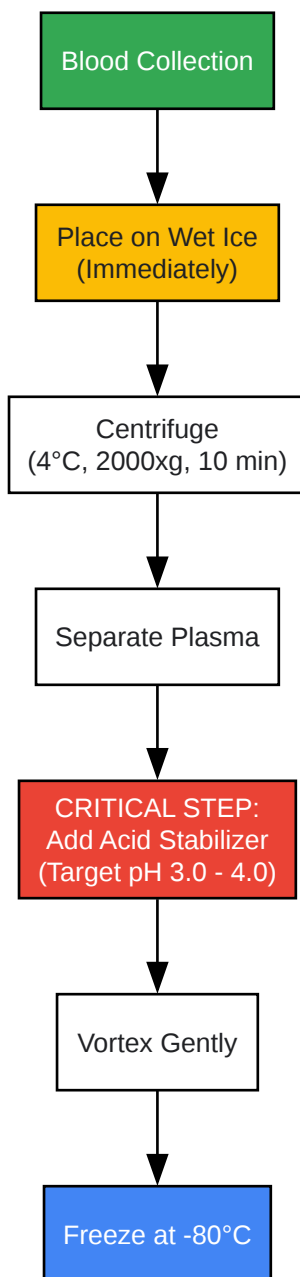 Blood Collection
Place on Wet Ice
(Immediately)
Centrifuge
(4°C, 2000xg, 10 min)
Separate Plasma
CRITICAL STEP:
Add Acid Stabilizer
(Target pH 3.0 - 4.0)
Vortex Gently
Freeze at -80°C